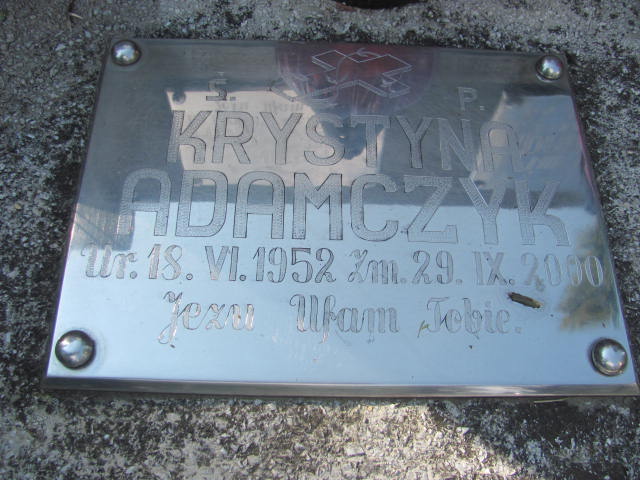 Ś. P.
KRYSTYNA
ADAMCZYK
Ur. 18. VI. 1952 Zm. 29. IX. 2000
Jezu Ufam Tobie.